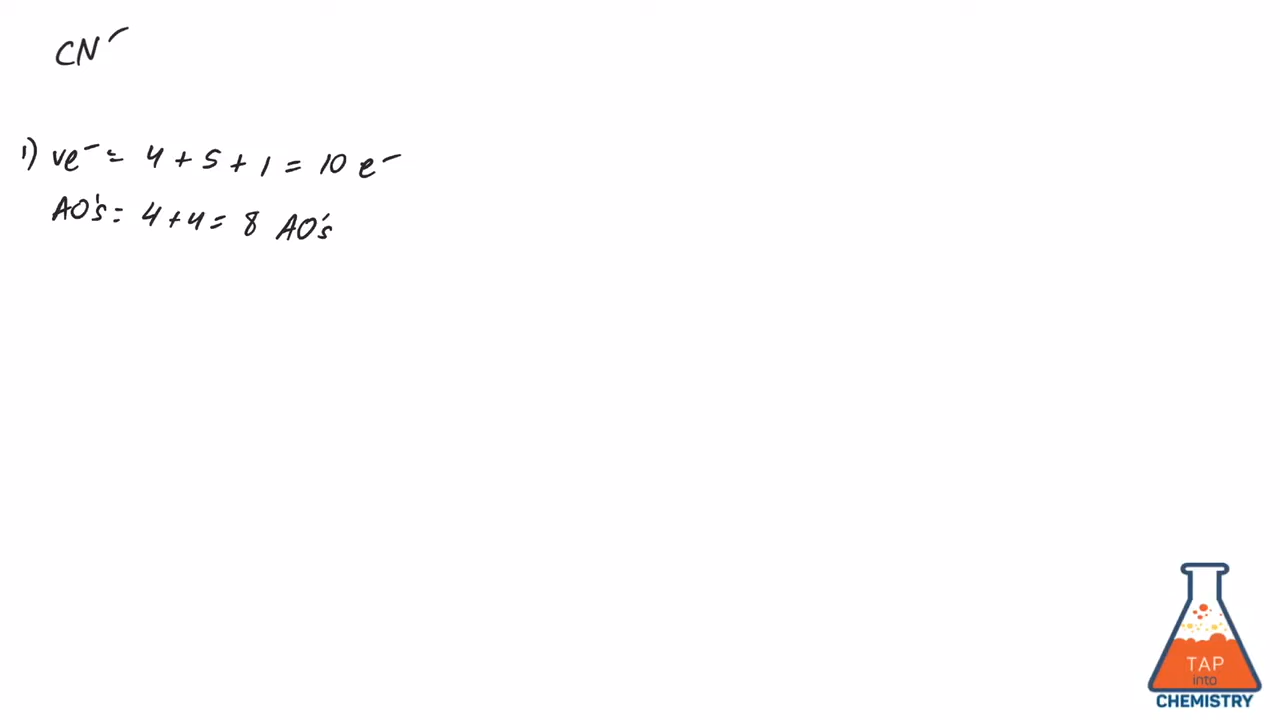 CN⁻
1) ve⁻ = 4 + 5 + 1 = 10 e⁻
AO's = 4 + 4 = 8 AO's
TAP
into
CHEMISTRY